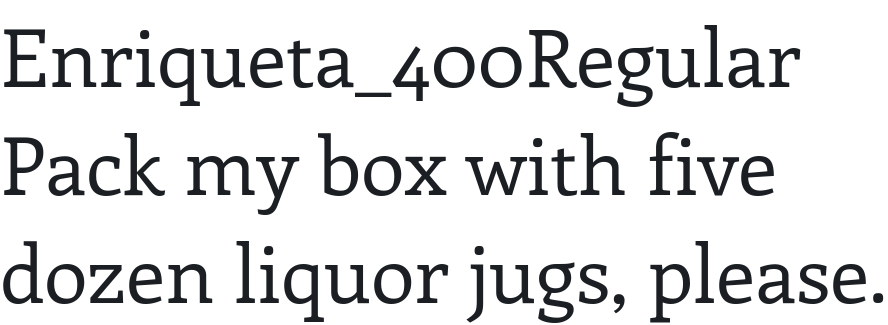 Enriqueta_400Regular
Pack my box with five
dozen liquor jugs, please.